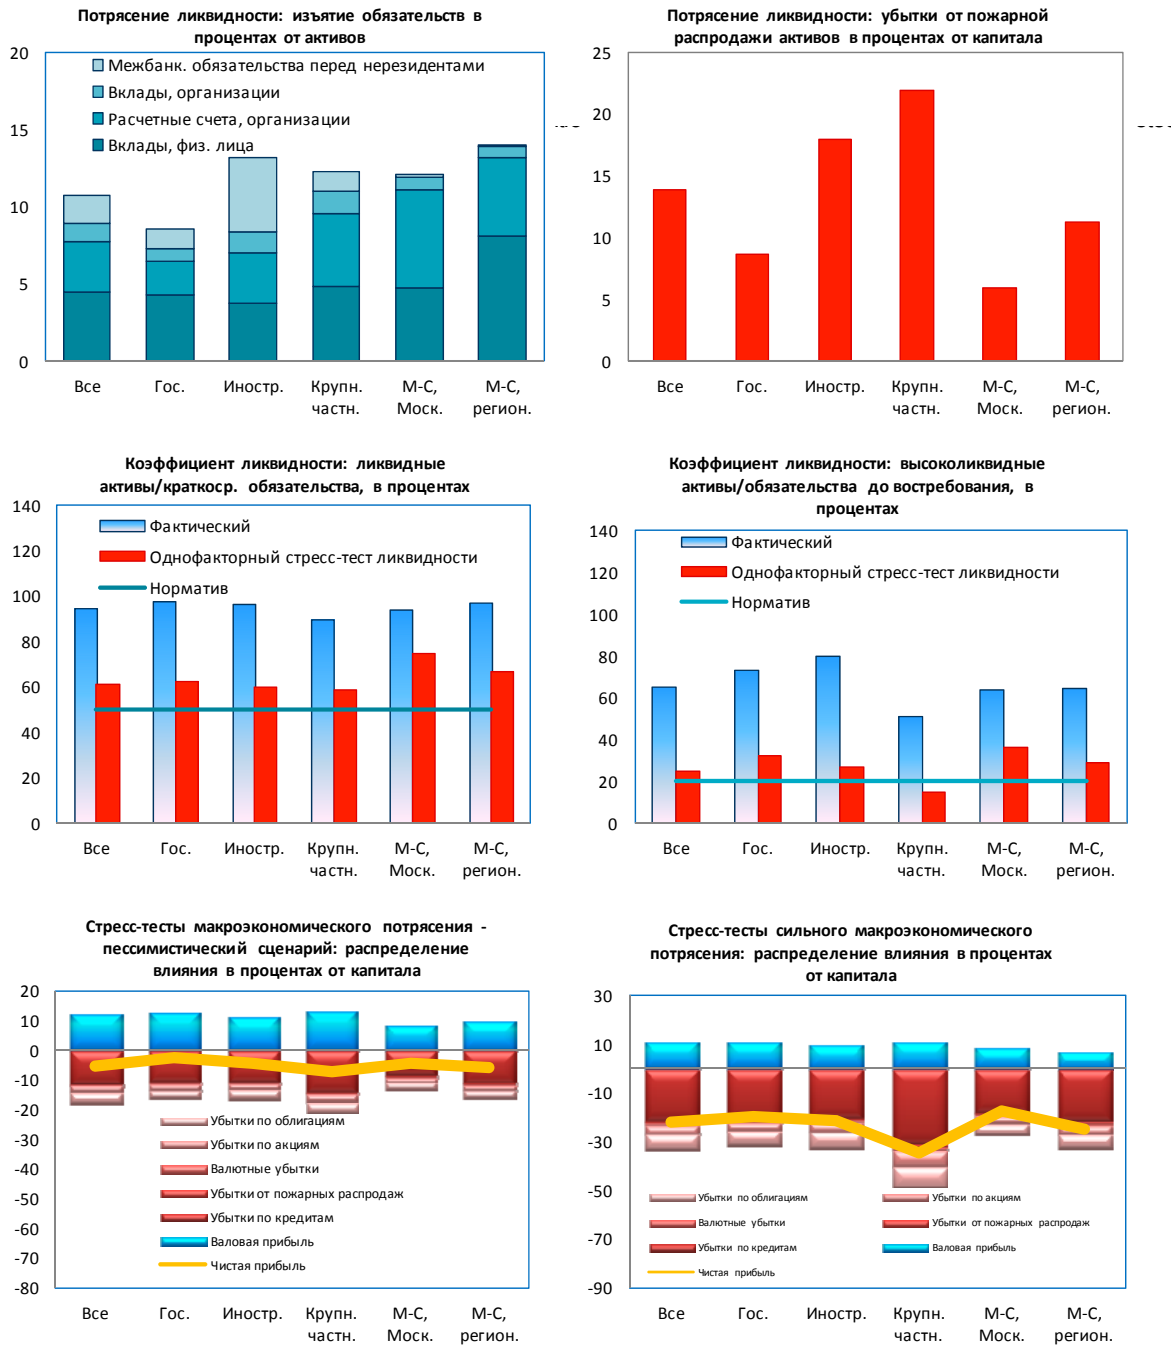 Потрясение ликвидности: изъятие обязательств в
процентах от активов
20
15
10
5
0
Межбанк. обязательства перед нерезидентами
Вклады, организации
Расчетные счета, организации
Вклады, физ. лица
Все
Гос.
Иностр.
Крупн.
частн.
М-С,
Моск.
М-С,
регион.
Потрясение ликвидности: убытки от пожарной
распродажи активов в процентах от капитала
25
20
15
10
5
0
Все
Гос.
Иностр.
Крупн.
частн.
М-С,
Моск.
М-С,
регион.
Коэффициент ликвидности: ликвидные
активы/краткоср. обязательства, в процентах
140
120
100
80
60
40
20
0
Фактический
Однофакторный стресс-тест ликвидности
Норматив
Все
Гос.
Иностр.
Крупн.
частн.
М-С,
Моск.
М-С,
регион.
Коэффициент ликвидности: высоколиквидные
активы/обязательства до востребования, в
процентах
140
120
100
80
60
40
20
0
Фактический
Однофакторный стресс-тест ликвидности
Норматив
Все
Гос.
Иностр.
Крупн.
частн.
М-С,
Моск.
М-С,
регион.
Стресс-тесты макроэкономического потрясения -
пессимистический сценарий: распределение
влияния в процентах от капитала
20
10
0
-10
-20
-30
-40
-50
-60
-70
-80
Убытки по облигациям
Убытки по акциям
Валютные убытки
Убытки от пожарных распродаж
Убытки по кредитам
Валовая прибыль
Чистая прибыль
Все
Гос.
Иностр.
Крупн.
частн.
М-С,
Моск.
М-С,
регион.
Стресс-тесты сильного макроэкономического
потрясения: распределение влияния в процентах
от капитала
30
10
-10
-30
-50
-70
-90
Убытки по облигациям
Убытки по акциям
Валютные убытки
Убытки от пожарных распродаж
Убытки по кредитам
Валовая прибыль
Чистая прибыль
Все
Гос.
Иностр.
Крупн.
частн.
М-С,
Моск.
М-С,
регион.